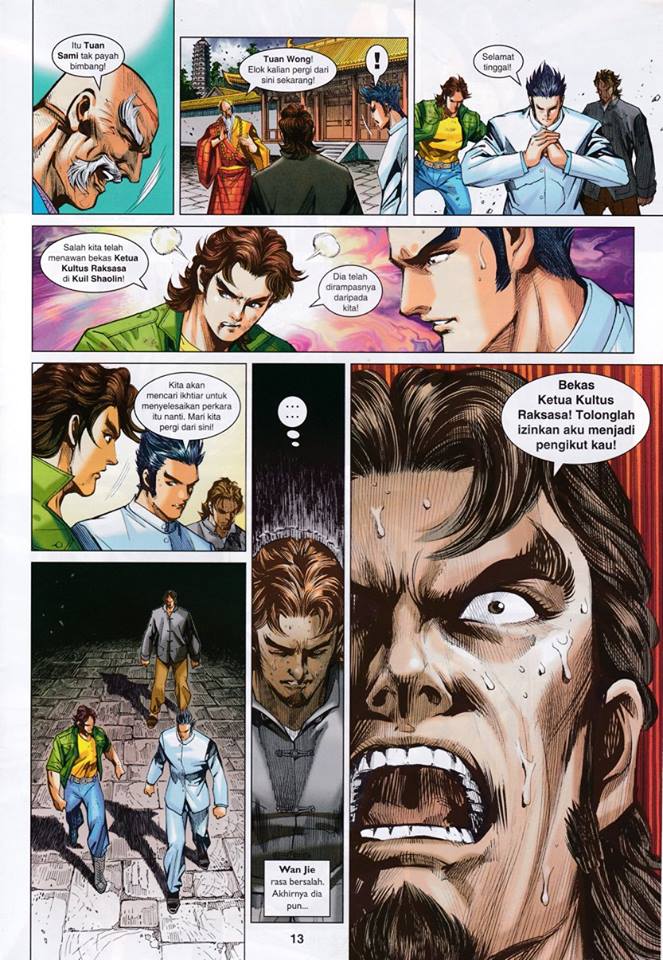 Itu Tuan
Sami tak payah
bimbang!
Tuan Wong!
Elok kalian pergi dari
sini sekarang!
!
Selamat
tinggal!
Salah kita telah
menawan bekas Ketua
Kultus Raksasa
di Kuil Shaolin!
Dia telah
dirampasnya
daripada
kita!
Kita akan
mencari ikhtiar untuk
menyelesaikan perkara
itu nanti. Mari kita
pergi dari sini!
...
...
Wan Jie
rasa bersalah.
Akhirnya dia
pun...
Bekas
Ketua Kultus
Raksasa! Tolonglah
izinkan aku menjadi
pengikut kau!
13